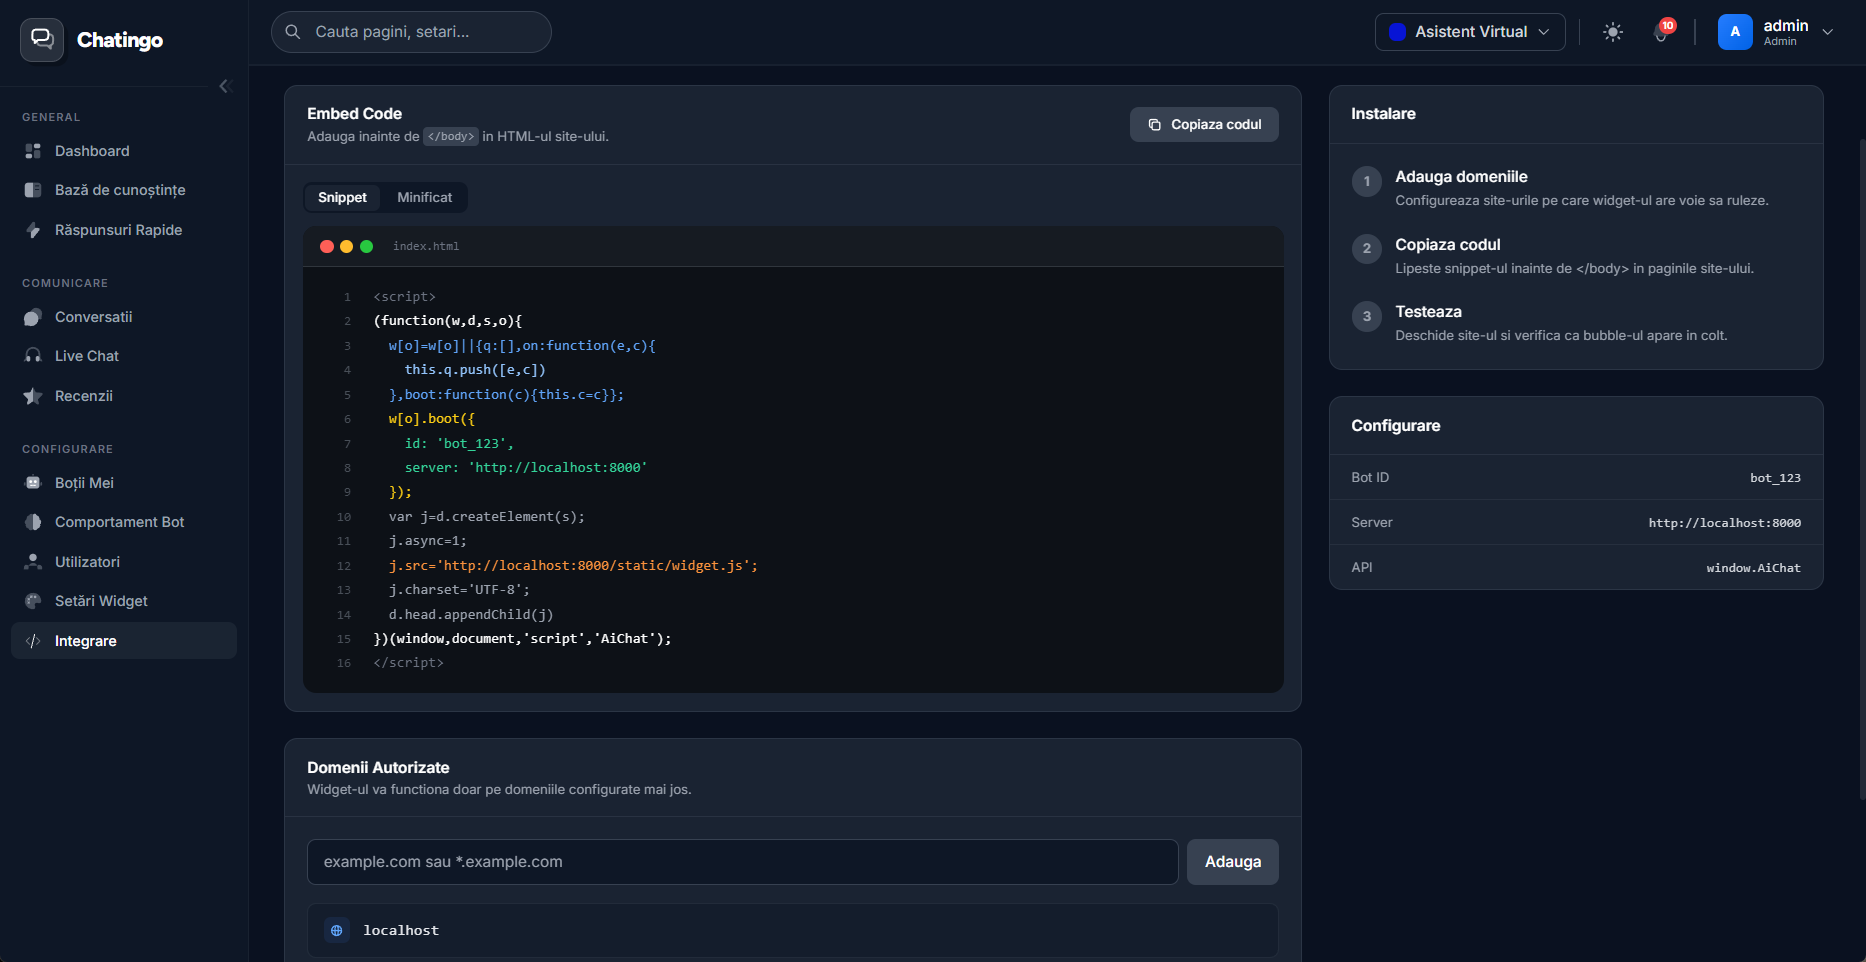 Chatingo
Cauta pagini, setari...
Asistent Virtual
10
A
admin
Admin
GENERAL
Dashboard
Bază de cunoștințe
Răspunsuri Rapide
COMUNICARE
Conversatii
Live Chat
Recenzii
CONFIGURARE
Boții Mei
Comportament Bot
Utilizatori
Setări Widget
Integrare
Embed Code
Adauga inainte de </body> in HTML-ul site-ului.
Copiaza codul
Snippet
Minificat
index.html
1 <script>
2 (function(w,d,s,o){
3 w[o]=w[o]||{q:[],on:function(e,c){
4 this.q.push([e,c])
5 },boot:function(c){this.c=c}};
6 w[o].boot({
7 id: 'bot_123',
8 server: 'http://localhost:8000'
9 });
10 var j=d.createElement(s);
11 j.async=1;
12 j.src='http://localhost:8000/static/widget.js';
13 j.charset='UTF-8';
14 d.head.appendChild(j)
15 })(window,document,'script','AiChat');
16 </script>
Domenii Autorizate
Widget-ul va functiona doar pe domeniile configurate mai jos.
example.com sau *.example.com
Adauga
localhost
Instalare
1 Adauga domeniile
Configureaza site-urile pe care widget-ul are voie sa ruleze.
2 Copiaza codul
Lipeste snippet-ul inainte de </body> in paginile site-ului.
3 Testeaza
Deschide site-ul si verifica ca bubble-ul apare in colt.
Configurare
Bot ID bot_123
Server http://localhost:8000
API window.AiChat